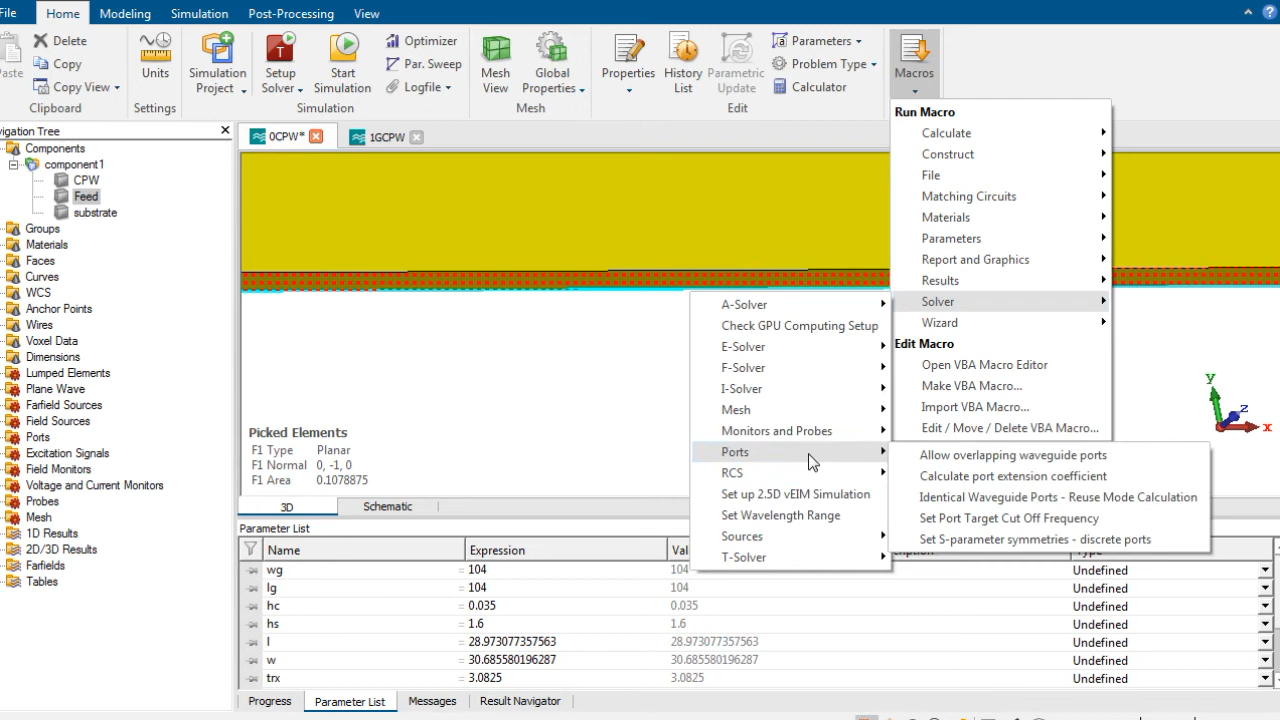 File Home Modeling Simulation Post-Processing View
Delete
Copy
Copy View
Clipboard
Units
Settings
Simulation Project
Setup Solver
Start Simulation
Optimizer
Par. Sweep
Logfile
Simulation
Mesh View
Global Properties
Mesh
Properties
History List
Parametric Update
Parameters
Problem Type
Calculator
Edit
Macros
Navigation Tree
Components
component1
CPW
Feed
substrate
Groups
Materials
Faces
Curves
WCS
Anchor Points
Wires
Voxel Data
Dimensions
Lumped Elements
Plane Wave
Farfield Sources
Field Sources
Ports
Excitation Signals
Field Monitors
Voltage and Current Monitors
Probes
Mesh
1D Results
2D/3D Results
Farfields
Tables
0CPW*
1GCPW
Picked Elements
F1 Type Planar
F1 Normal 0, -1, 0
F1 Area 0.1078875
y
z
x
3D Schematic
Run Macro
Calculate
Construct
File
Matching Circuits
Materials
Parameters
Report and Graphics
Results
Solver
Wizard
Edit Macro
Open VBA Macro Editor
Make VBA Macro...
Import VBA Macro...
Edit / Move / Delete VBA Macro...
A-Solver
Check GPU Computing Setup
E-Solver
F-Solver
I-Solver
Mesh
Monitors and Probes
Ports
RCS
Set up 2.5D vEIM Simulation
Set Wavelength Range
Sources
T-Solver
Allow overlapping waveguide ports
Calculate port extension coefficient
Identical Waveguide Ports - Reuse Mode Calculation
Set Port Target Cut Off Frequency
Set S-parameter symmetries - discrete ports
Parameter List
Name Expression
wg = 104 104 Undefined
lg = 104 104 Undefined
hc = 0.035 0.035 Undefined
hs = 1.6 1.6 Undefined
l = 28.973077357563 28.973077357563 Undefined
w = 30.685580196287 30.685580196287 Undefined
trx = 3.0825 3.0825 Undefined
Progress Parameter List Messages Result Navigator